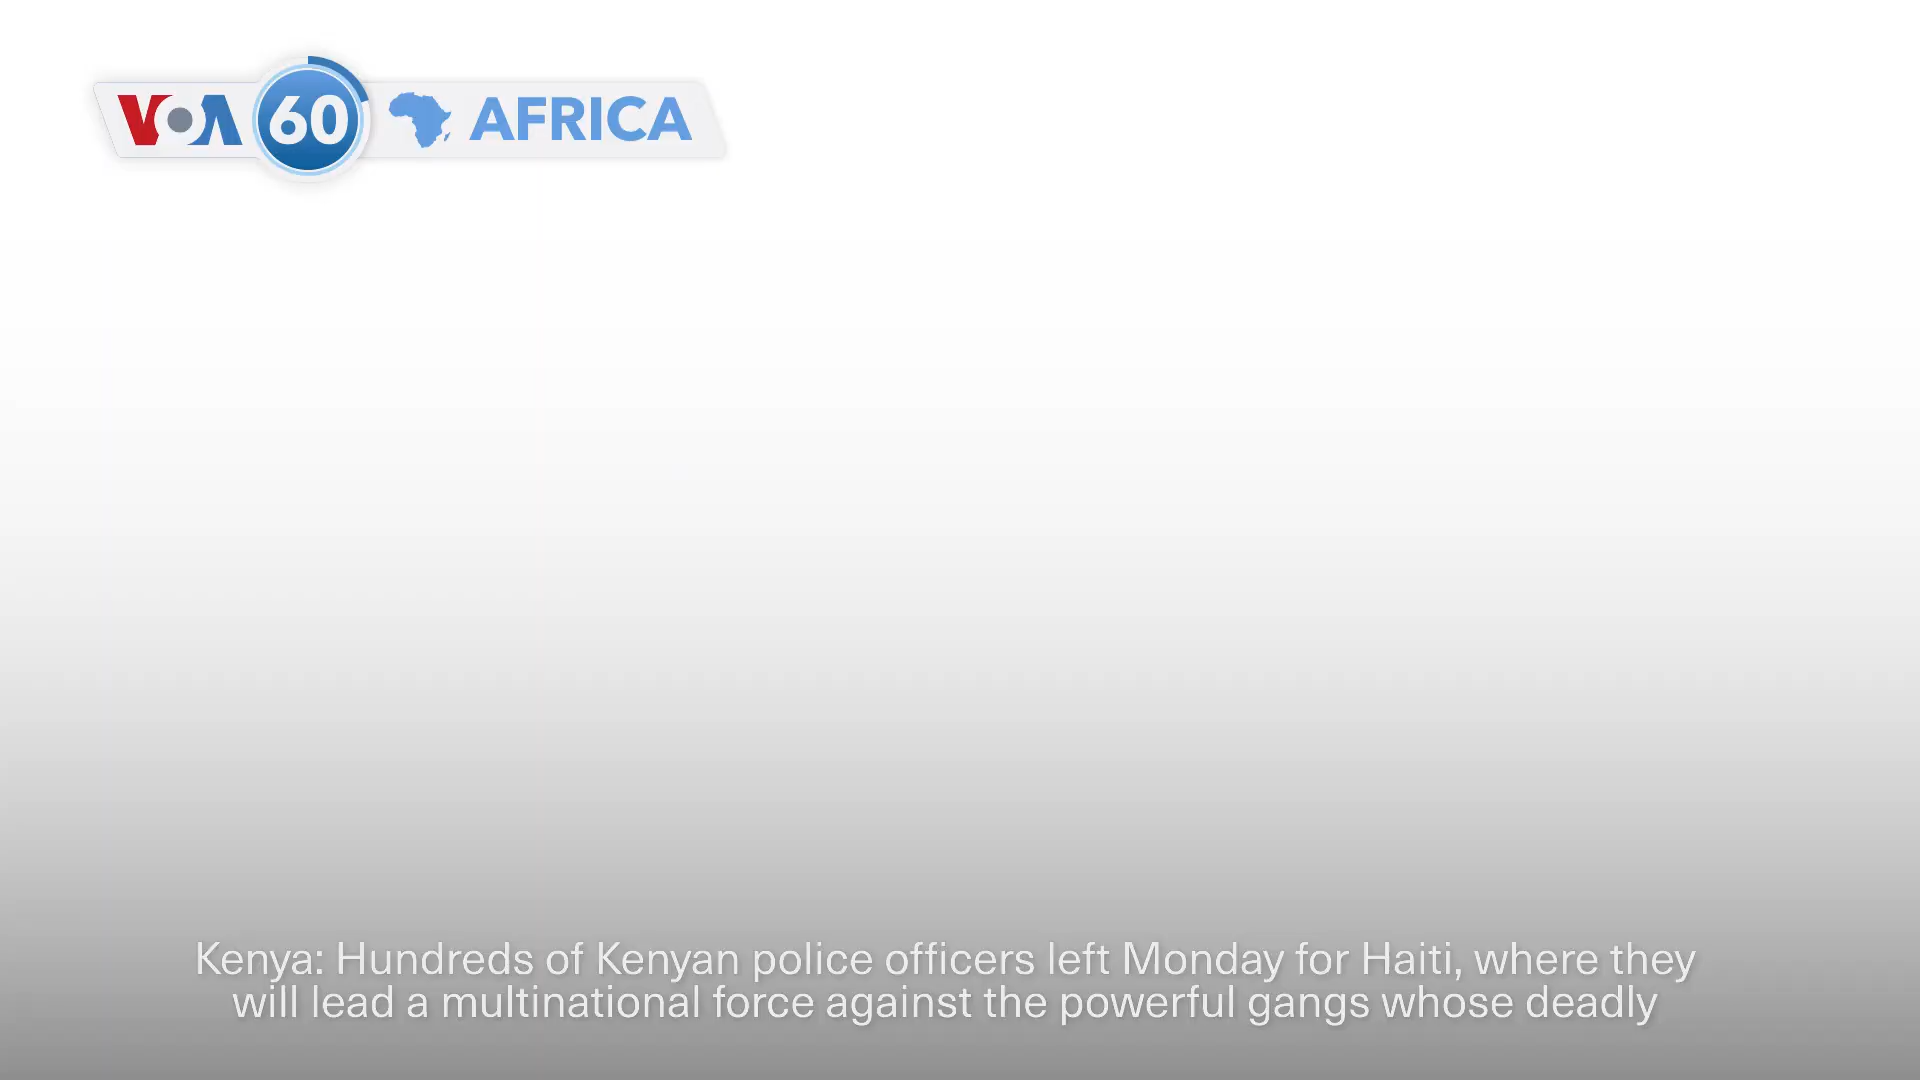 VOA 60 AFRICA
Kenya: Hundreds of Kenyan police officers left Monday for Haiti, where they
will lead a multinational force against the powerful gangs whose deadly